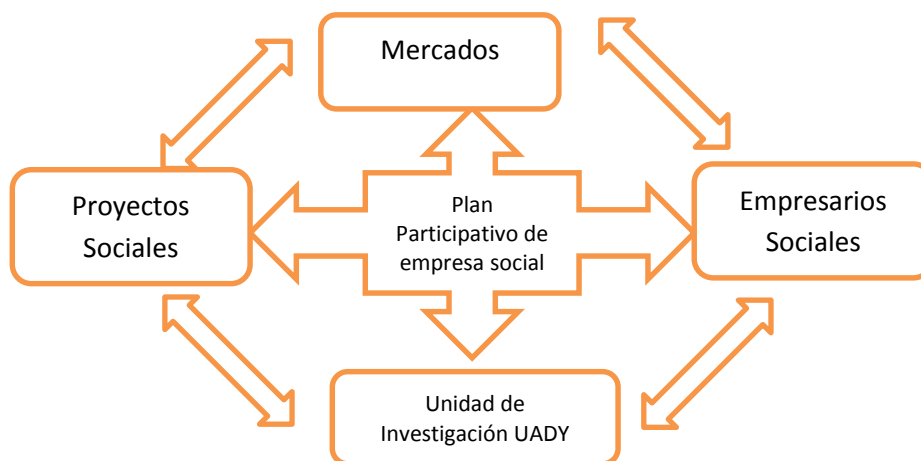 Mercados
Proyectos
Sociales
Plan
Participativo de
empresa social
Empresarios
Sociales
Unidad de
Investigación UADY